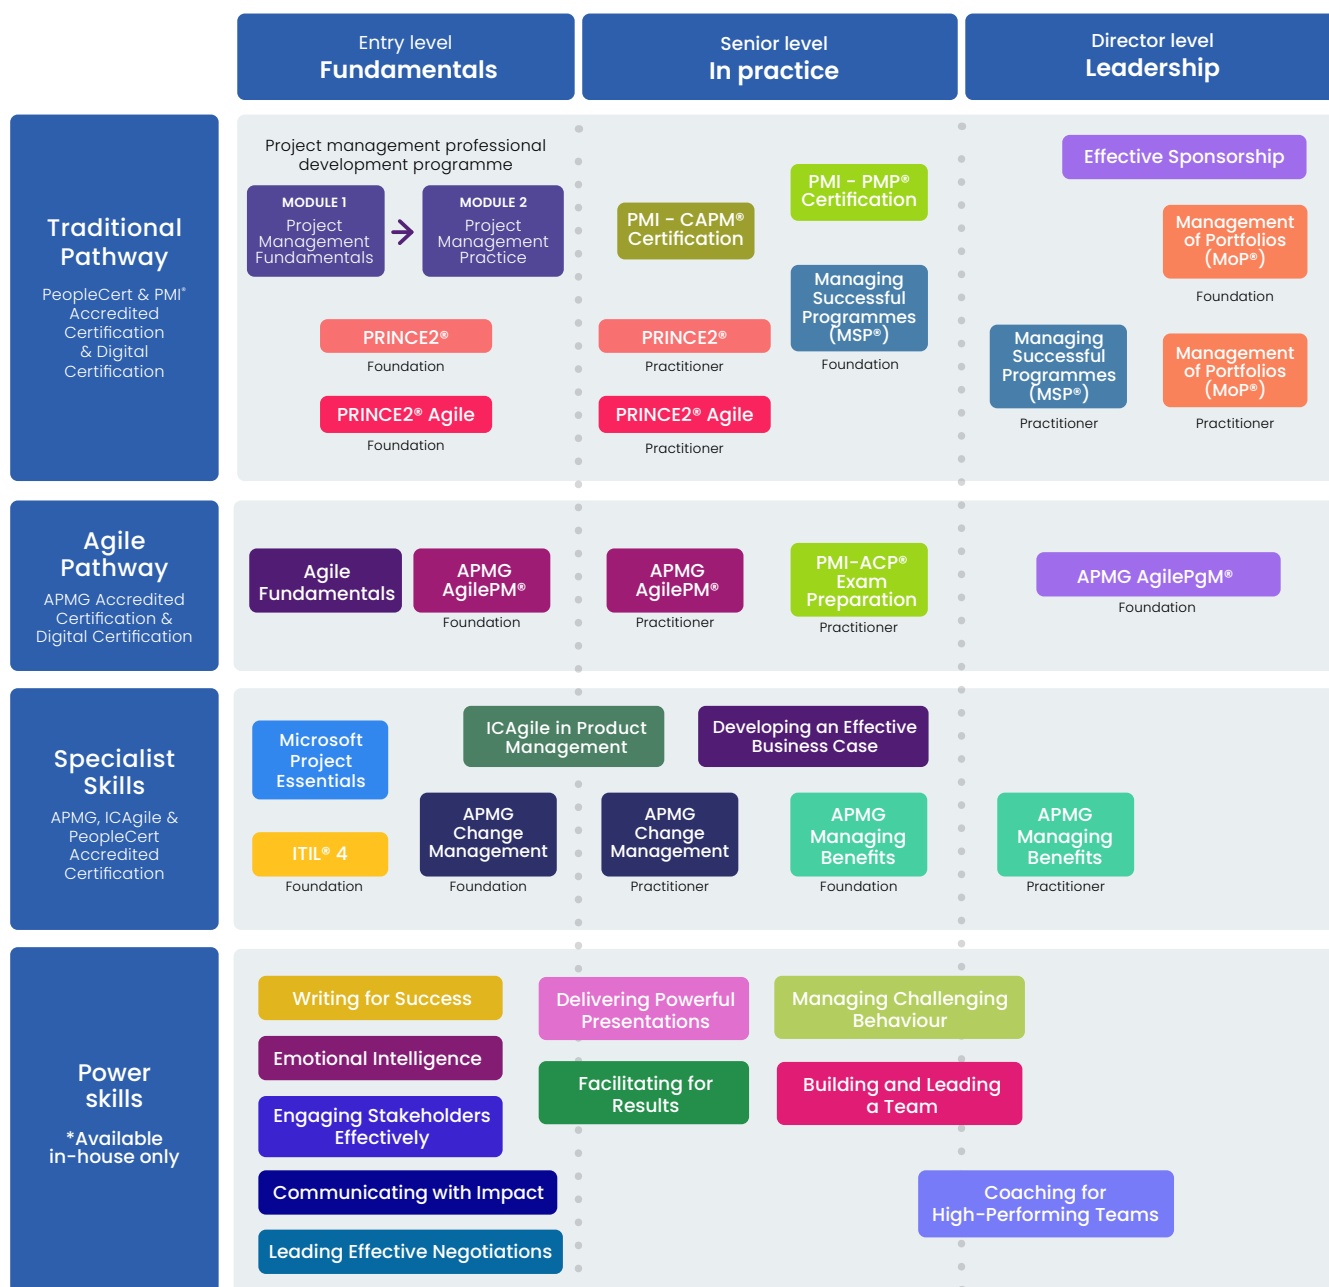 Entry level
Fundamentals
Senior level
In practice
Director level
Leadership
Traditional
Pathway
PeopleCert & PMI®
Accredited
Certification
& Digital
Certification
Project management professional
development programme
MODULE 1
Project
Management
Fundamentals
MODULE 2
Project
Management
Practice
PRINCE2®
Foundation
PRINCE2® Agile
Foundation
PMI - CAPM®
Certification
PMI - PMP®
Certification
Managing
Successful
Programmes
(MSP®)
Foundation
PRINCE2®
Practitioner
PRINCE2® Agile
Practitioner
Effective Sponsorship
Management
of Portfolios
(MoP®)
Foundation
Managing
Successful
Programmes
(MSP®)
Practitioner
Management
of Portfolios
(MoP®)
Practitioner
Agile
Pathway
APMG Accredited
Certification &
Digital Certification
Agile
Fundamentals
APMG
AgilePM®
Foundation
APMG
AgilePM®
Practitioner
PMI-ACP®
Exam
Preparation
Practitioner
APMG AgilePgM®
Foundation
Specialist
Skills
APMG, ICAgile &
PeopleCert
Accredited
Certification
Microsoft
Project
Essentials
ICAgile in Product
Management
Developing an Effective
Business Case
ITIL® 4
Foundation
APMG
Change
Management
Foundation
APMG
Change
Management
Practitioner
APMG
Managing
Benefits
Foundation
APMG
Managing
Benefits
Practitioner
Power
skills
*Available
in-house only
Writing for Success
Emotional Intelligence
Engaging Stakeholders
Effectively
Communicating with Impact
Leading Effective Negotiations
Delivering Powerful
Presentations
Facilitating for
Results
Managing Challenging
Behaviour
Building and Leading
a Team
Coaching for
High-Performing Teams